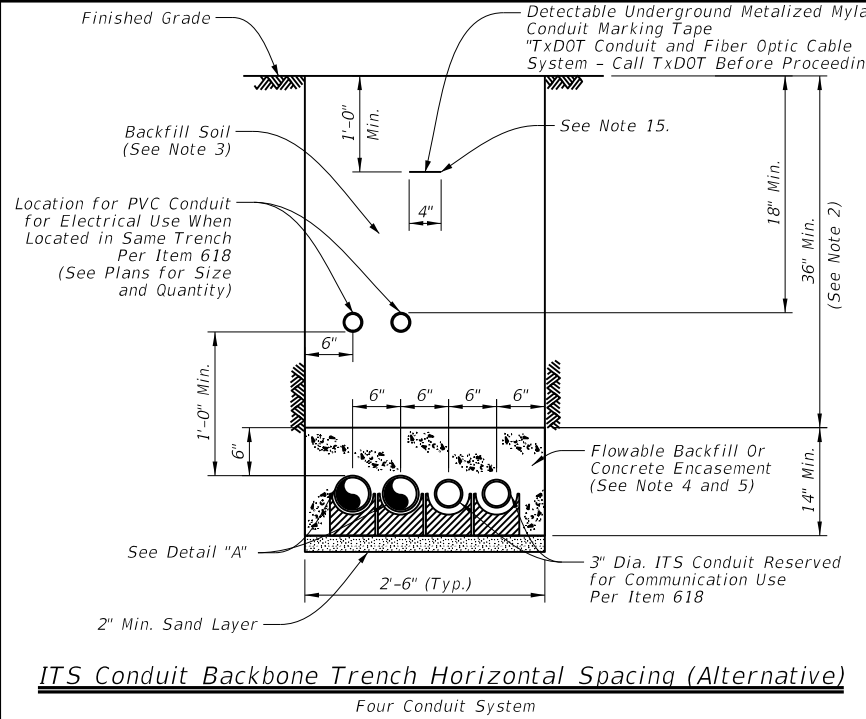 Finished Grade
Detectable Underground Metalized Myla
Conduit Marking Tape
"TxDOT Conduit and Fiber Optic Cable
System - Call TxDOT Before Proceedin
1'-0"
Min.
Backfill Soil
(See Note 3)
See Note 15.
4"
18" Min.
36" Min.
(See Note 2)
Location for PVC Conduit
for Electrical Use When
Located in Same Trench
Per Item 618
(See Plans for Size
and Quantity)
6"
1'-0" Min.
6"
6"
6"
6"
6"
Flowable Backfill Or
Concrete Encasement
(See Note 4 and 5)
14" Min.
See Detail "A"
3" Dia. ITS Conduit Reserved
for Communication Use
Per Item 618
2'-6" (Typ.)
2" Min. Sand Layer
ITS Conduit Backbone Trench Horizontal Spacing (Alternative)
Four Conduit System